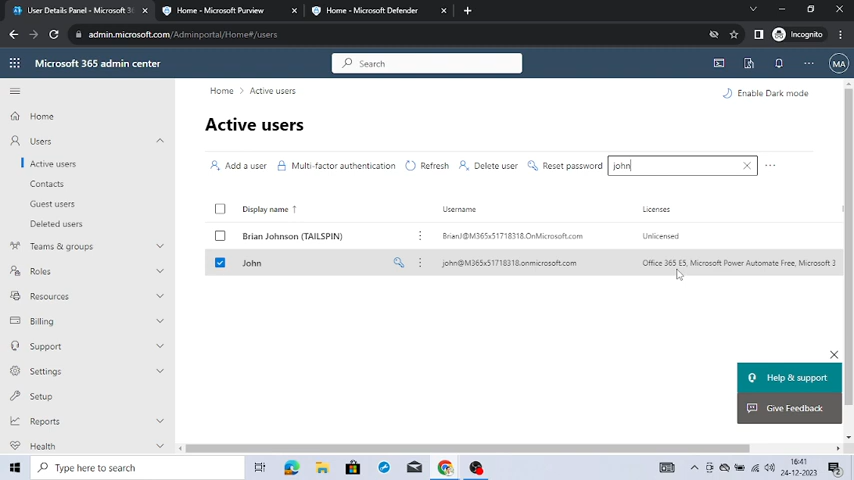 User Details Panel - Microsoft 3
Home - Microsoft Purview
Home - Microsoft Defender
admin.microsoft.com/Adminportal/Home#/users
Incognito
Microsoft 365 admin center
Search
MA
Home > Active users
Enable Dark mode
Active users
Add a user
Multi-factor authentication
Refresh
Delete user
Reset password
john
Display name ↑
Username
Licenses
Brian Johnson (TAILSPIN)
BrianJ@M365x51718318.OnMicrosoft.com
Unlicensed
John
john@M365x51718318.onmicrosoft.com
Office 365 E5, Microsoft Power Automate Free, Microsoft 3
Home
Users
Active users
Contacts
Guest users
Deleted users
Teams & groups
Roles
Resources
Billing
Support
Settings
Setup
Reports
Health
Help & support
Give Feedback
Type here to search
16:41
24-12-2023
2